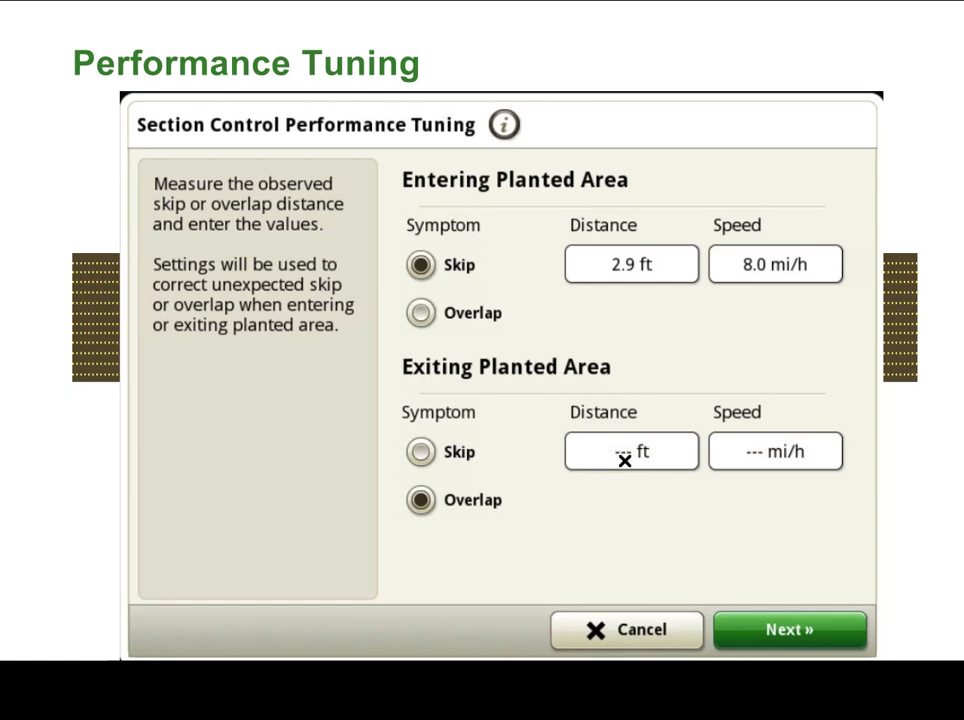 Performance Tuning
Section Control Performance Tuning i
Measure the observed
skip or overlap distance
and enter the values.
Settings will be used to
correct unexpected skip
or overlap when entering
or exiting planted area.
Entering Planted Area
Symptom Distance Speed
Skip 2.9 ft 8.0 mi/h
Overlap
Exiting Planted Area
Symptom Distance Speed
Skip --- ft --- mi/h
Overlap
Cancel Next »